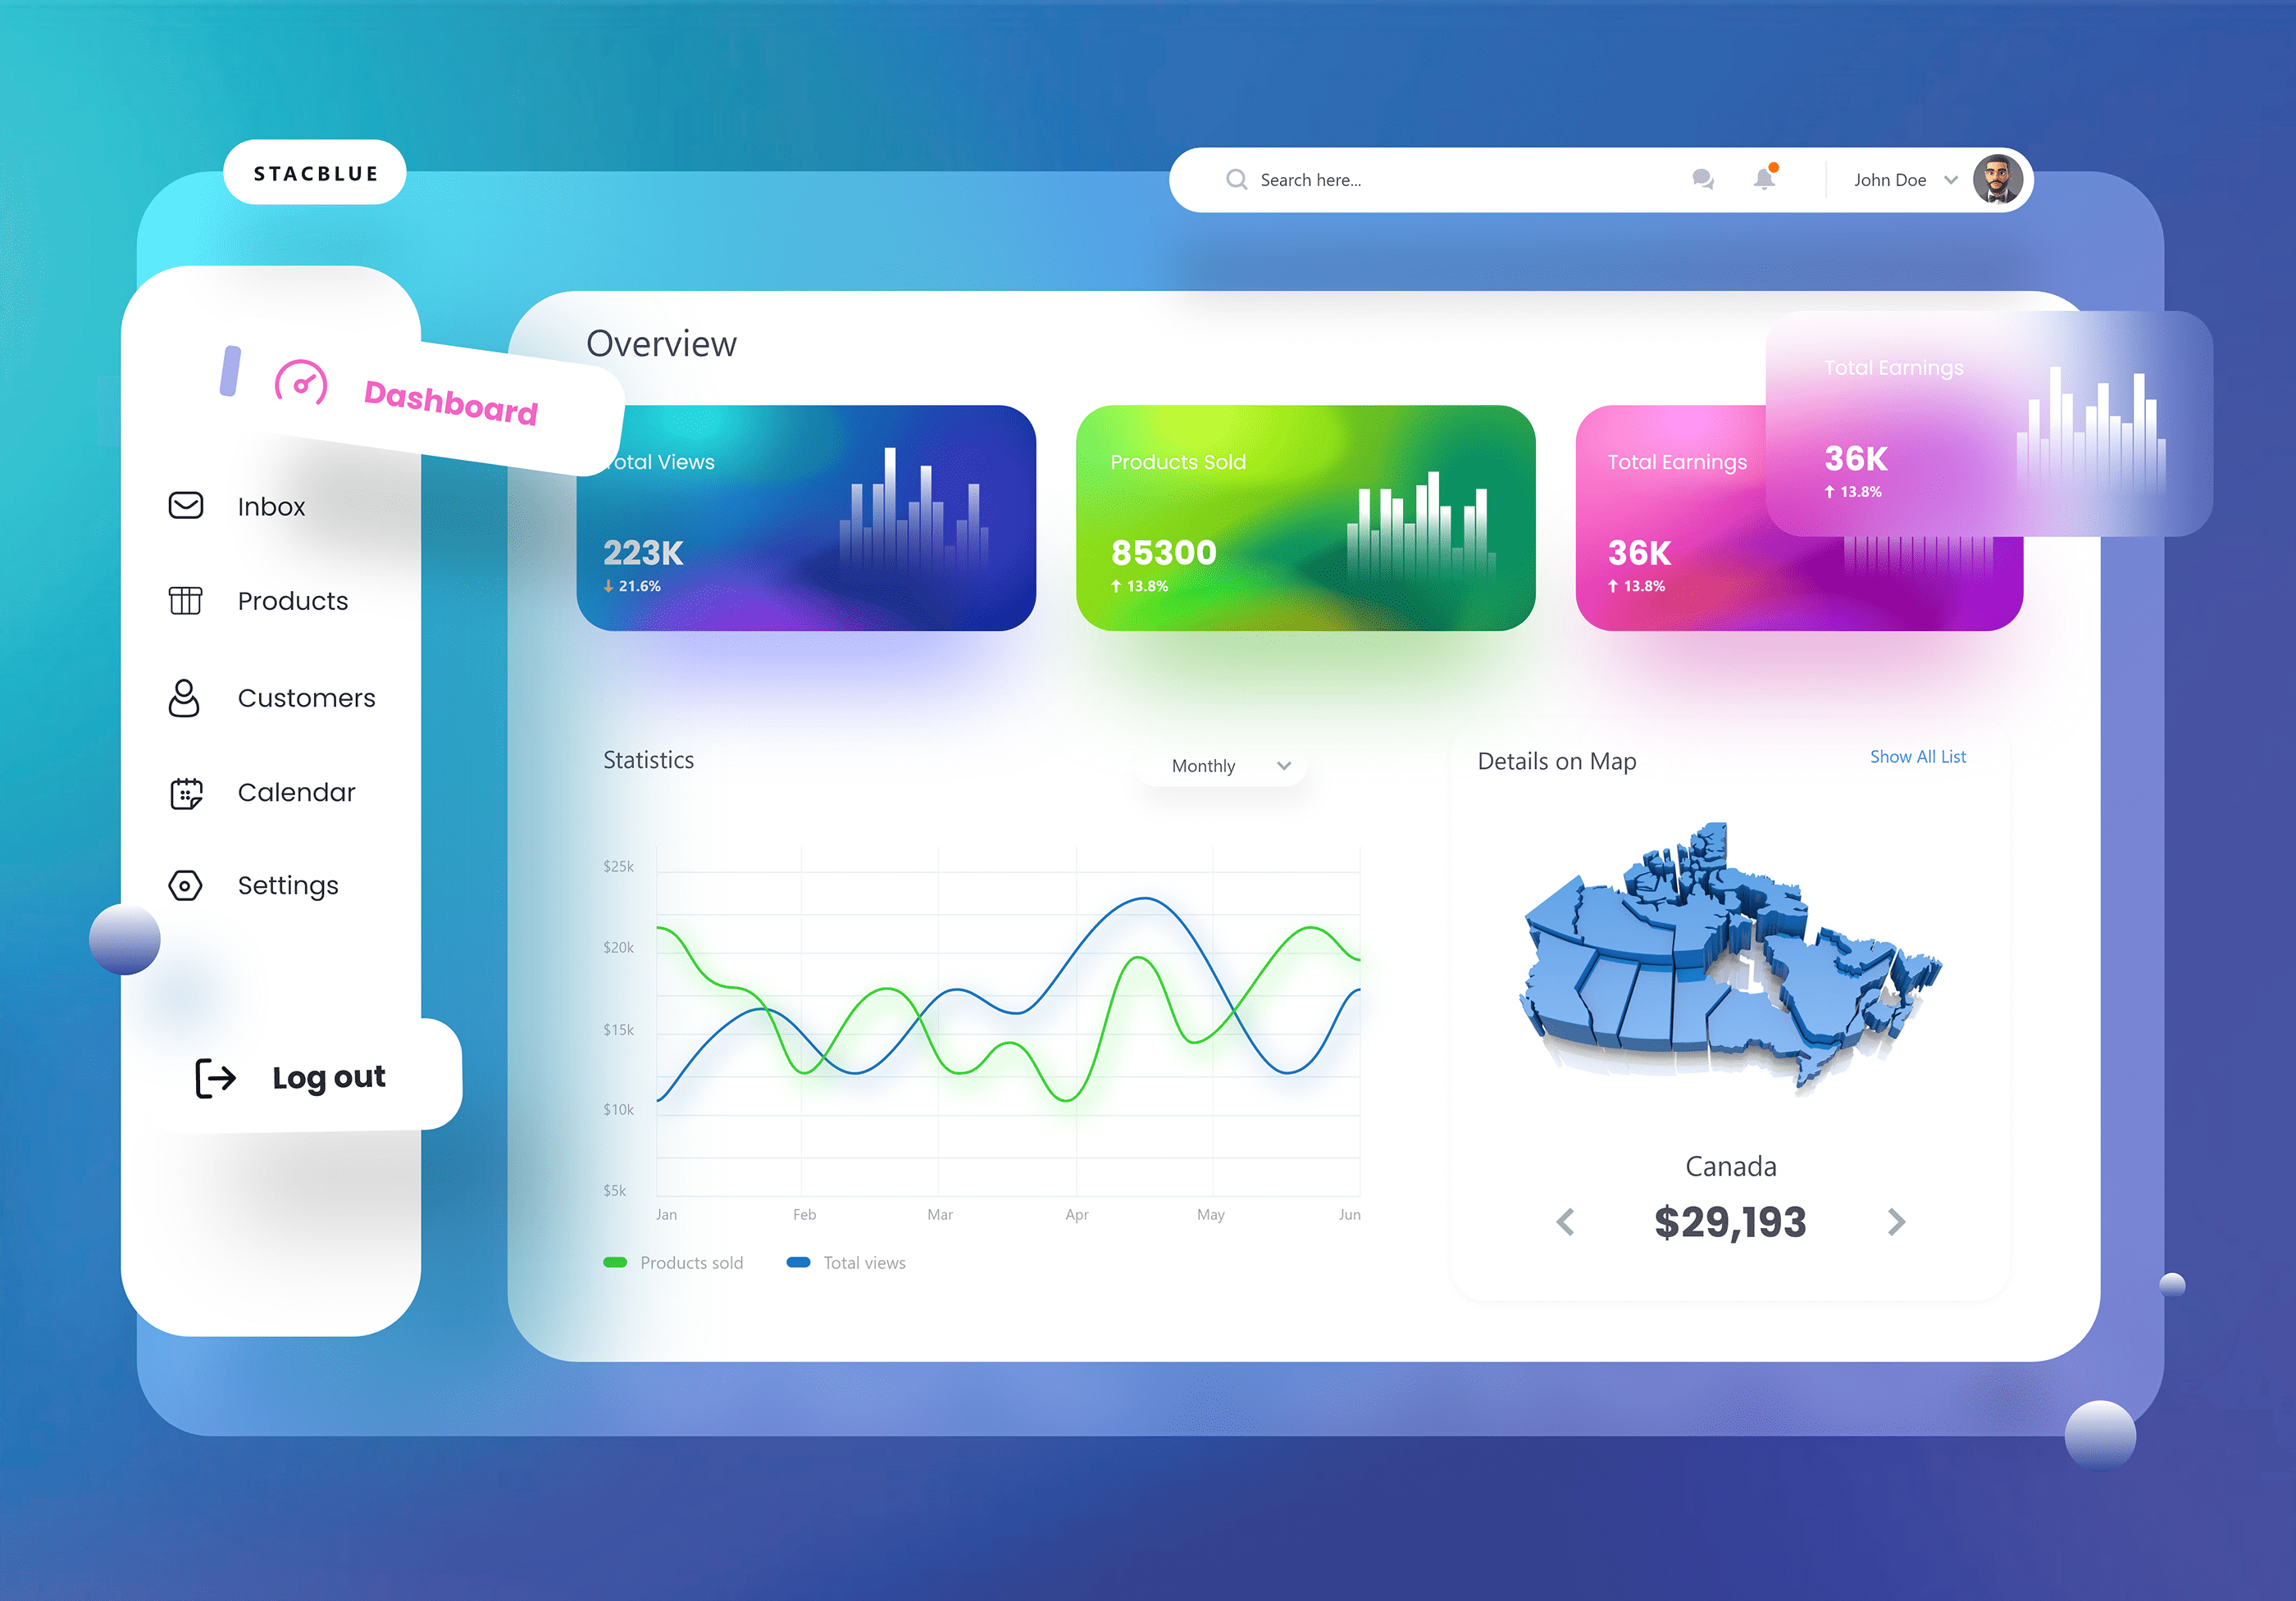 STACBLUE
Search here...
John Doe
Dashboard
Inbox
Products
Customers
Calendar
Settings
Log out
Overview
Total Views
223K
21.6%
Products Sold
85300
13.8%
Total Earnings
36K
13.8%
Total Earnings
36K
13.8%
Statistics
Monthly
$25k
$20k
$15k
$10k
$5k
Jan Feb Mar Apr May Jun
Products sold
Total views
Details on Map
Show All List
Canada
$29,193